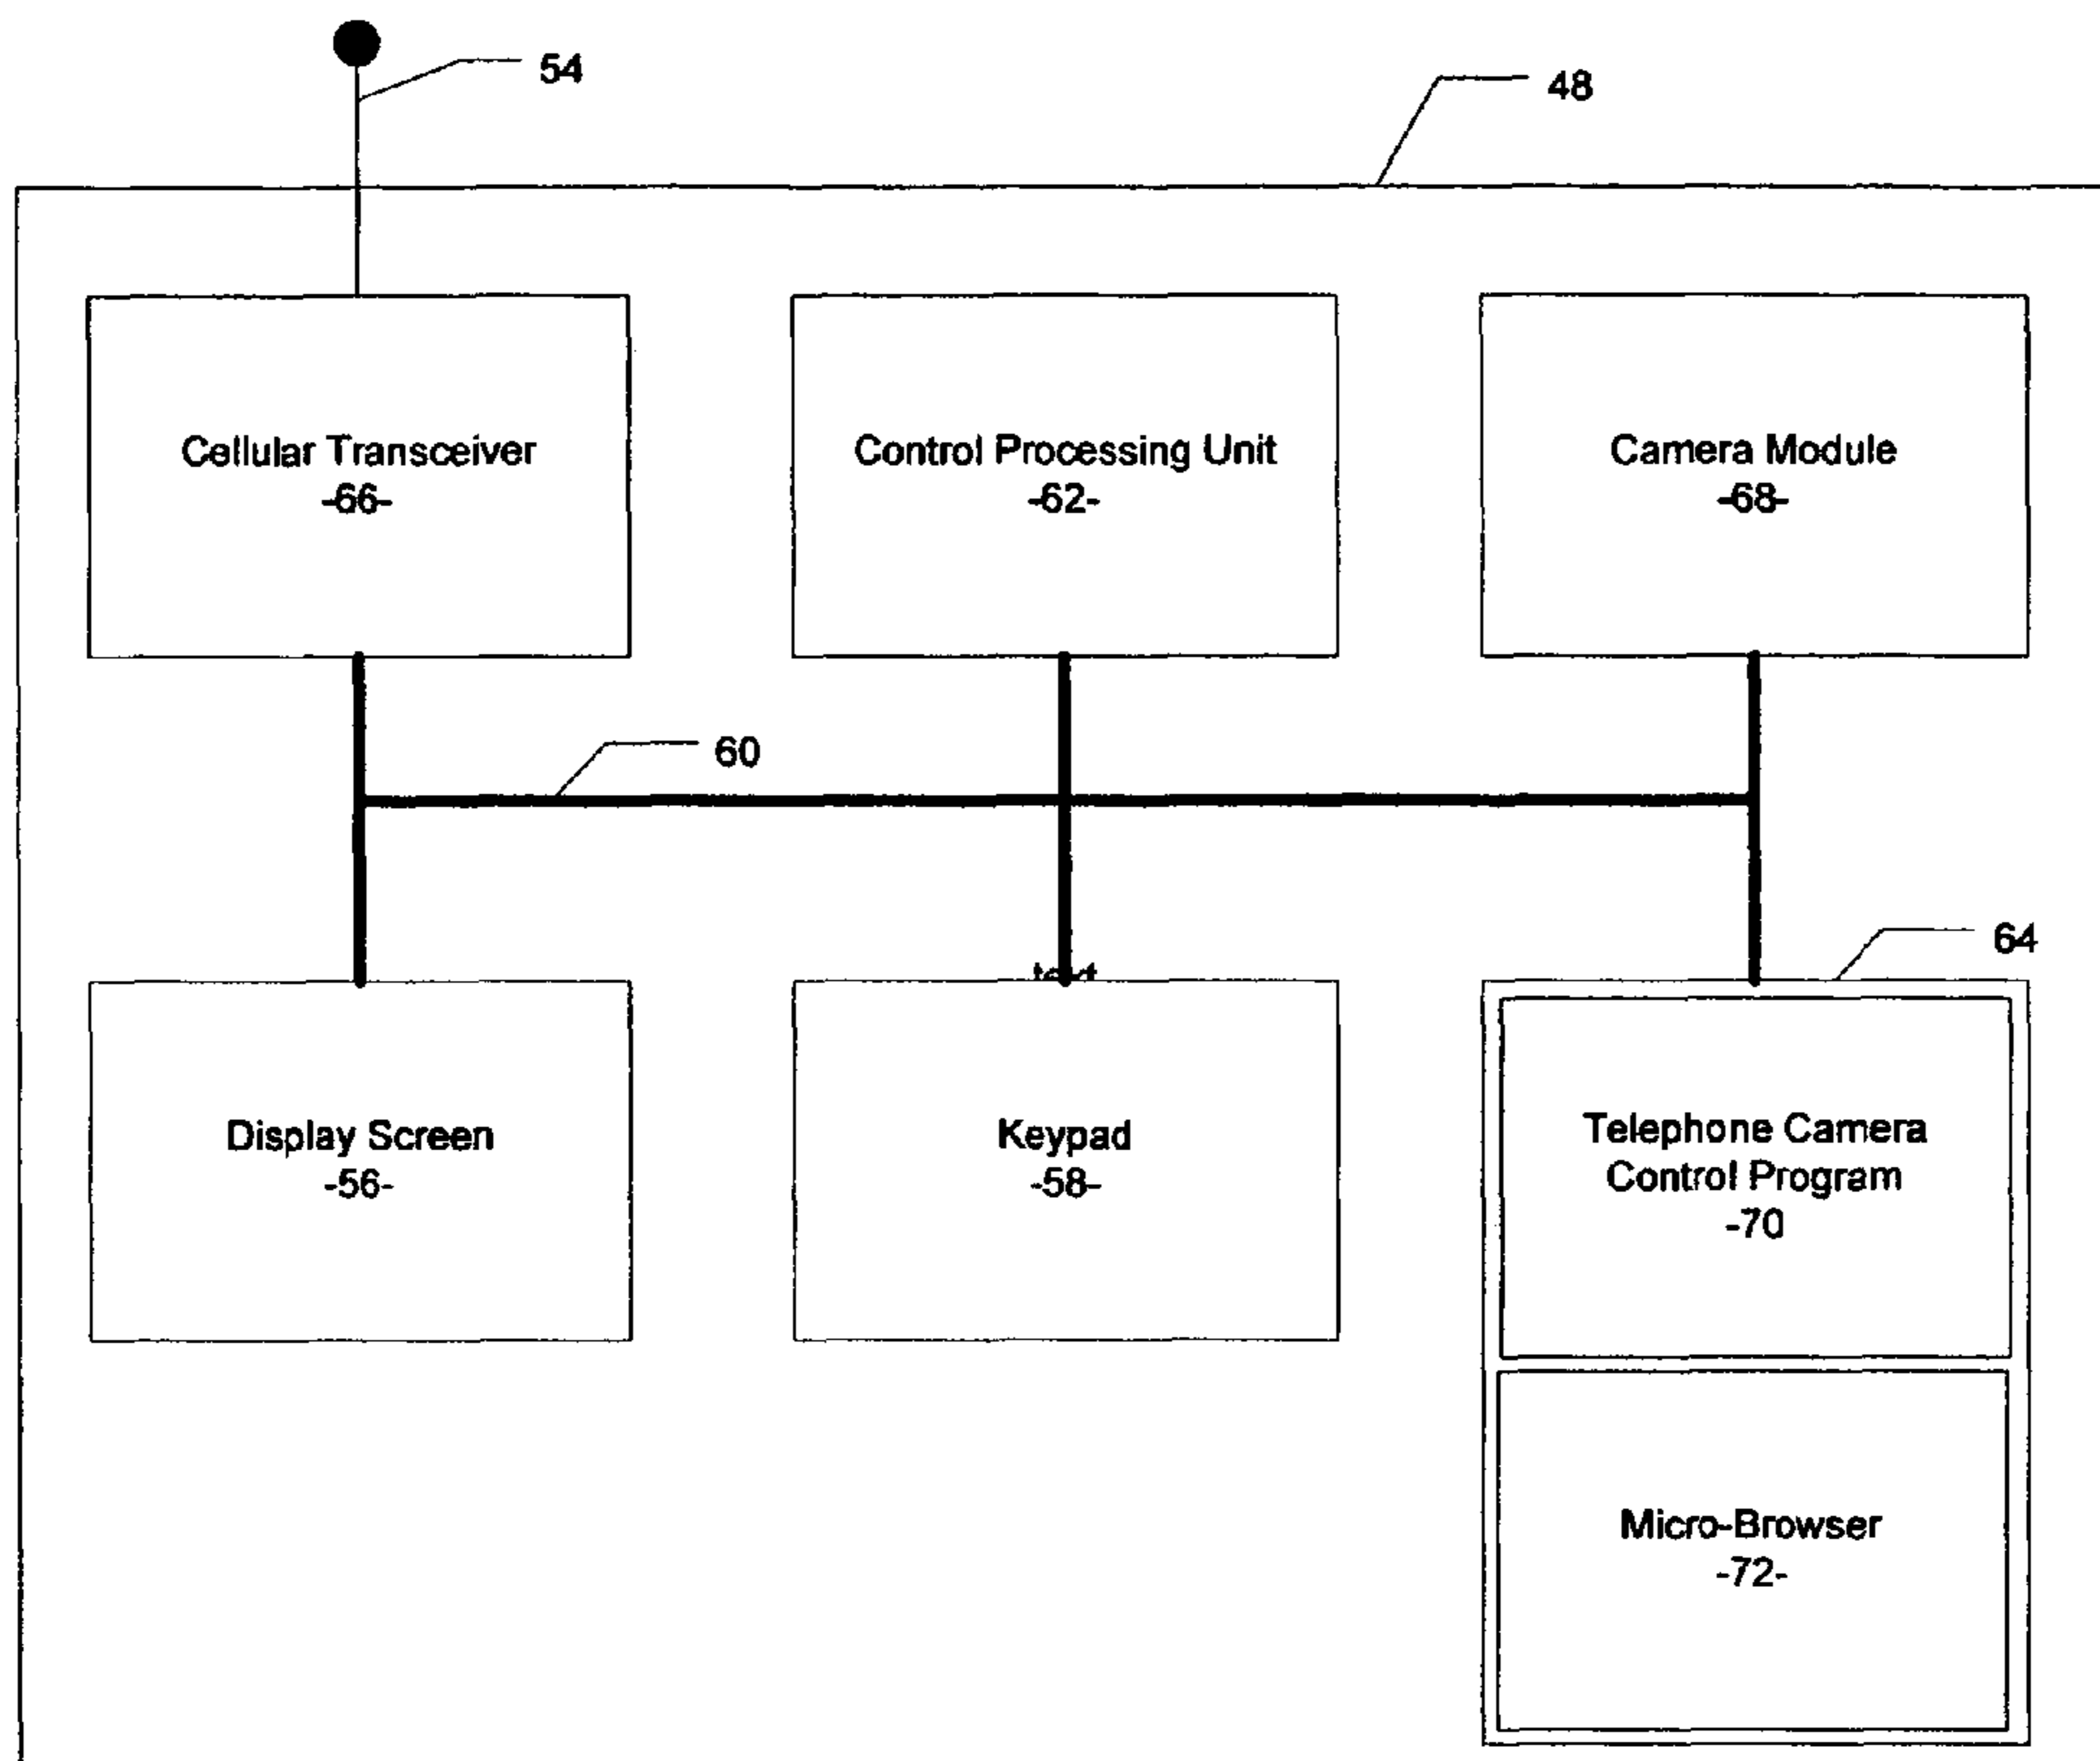 54
48
Cellular Transceiver
-66-
Control Processing Unit
-62-
Camera Module
-68-
60
64
Display Screen
-56-
Keypad
-58-
Telephone Camera
Control Program
-70
Micro-Browser
-72-